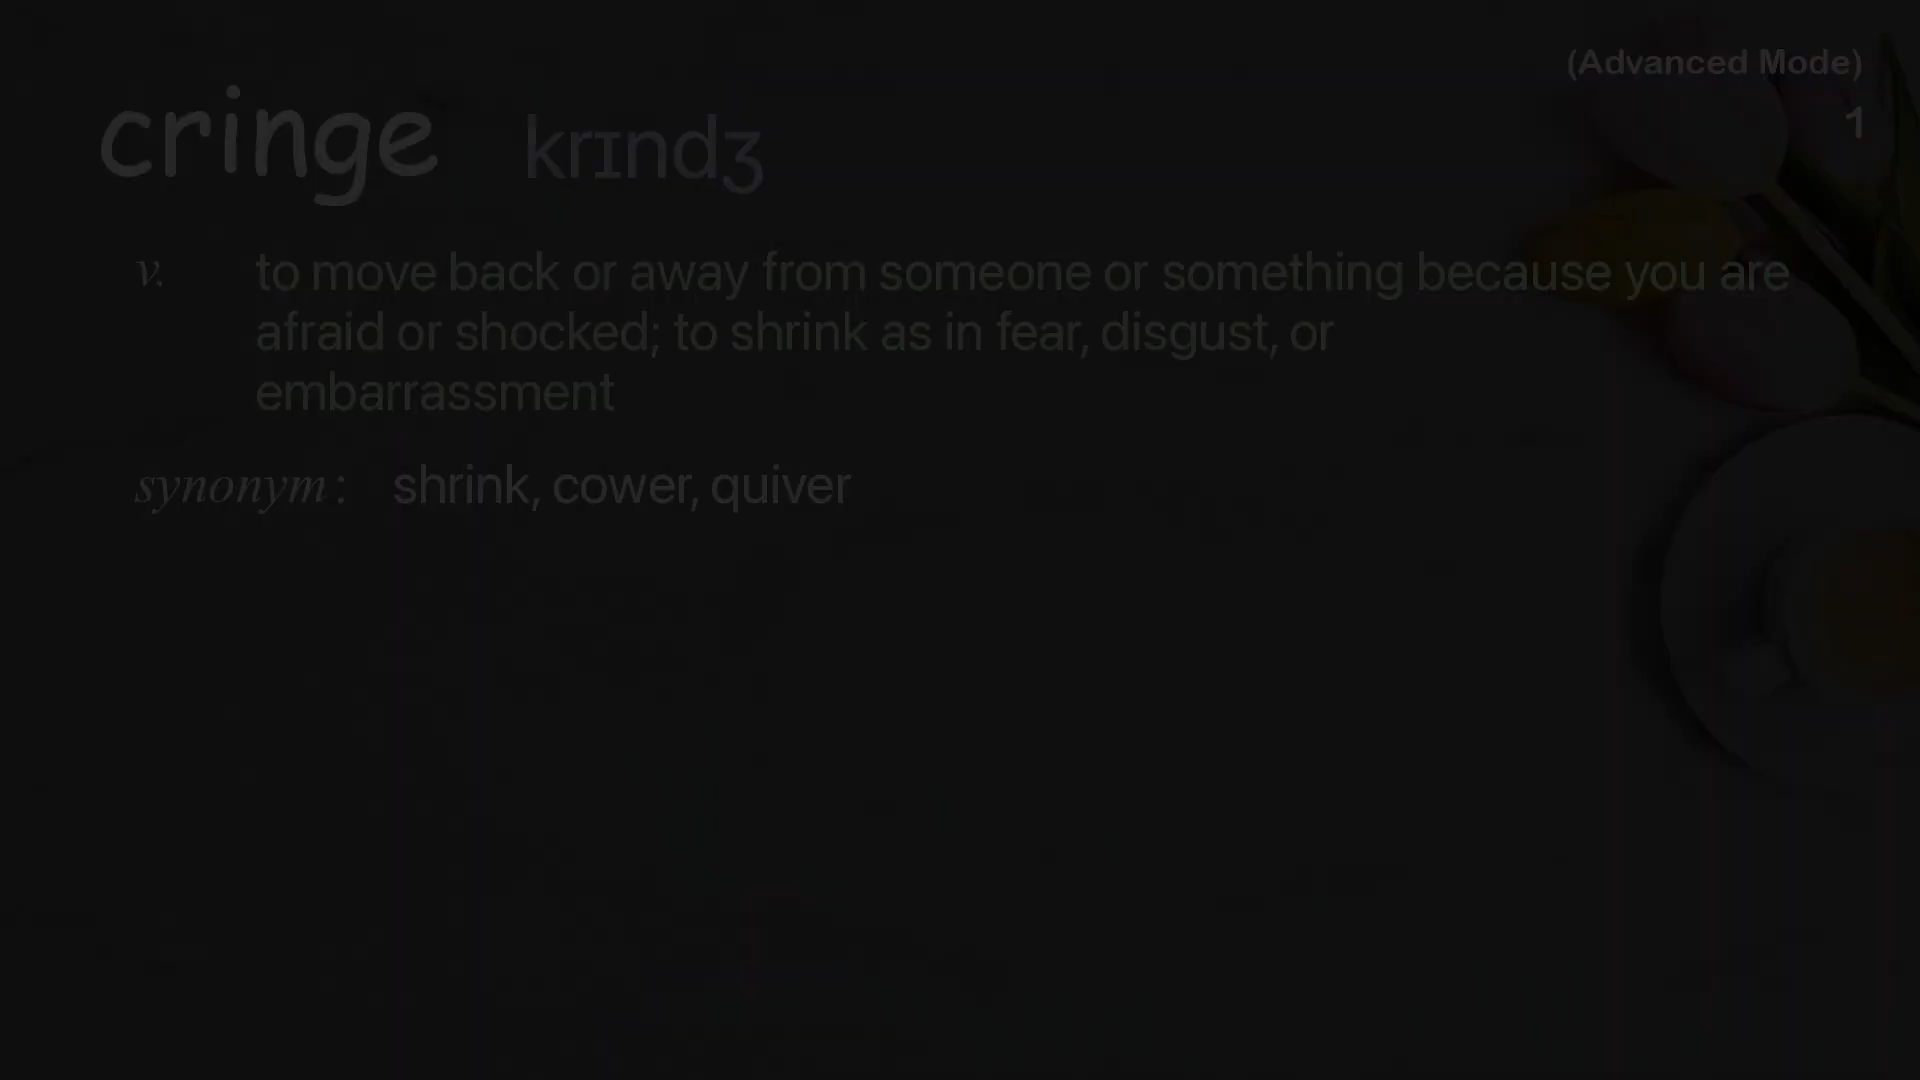 (Advanced Mode)
cringe krɪndʒ
1
v. to move back or away from someone or something because you are
afraid or shocked; to shrink as in fear, disgust, or
embarrassment
synonym: shrink, cower, quiver